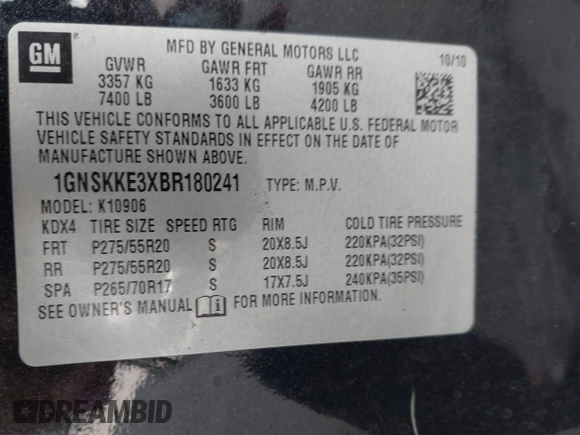 GM
MFD BY GENERAL MOTORS LLC 10/10
GVWR GAWR FRT GAWR RR
3357 KG 1633 KG 1905 KG
7400 LB 3600 LB 4200 LB
THIS VEHICLE CONFORMS TO ALL APPLICABLE U.S. FEDERAL MOTOR
VEHICLE SAFETY STANDARDS IN EFFECT ON THE DATE OF
MANUFACTURE SHOWN ABOVE.
1GNSKKE3XBR180241 TYPE: M.P.V.
MODEL: K10906
KDX4 TIRE SIZE SPEED RTG RIM COLD TIRE PRESSURE
FRT P275/55R20 S 20X8.5J 220KPA(32PSI)
RR P275/55R20 S 20X8.5J 220KPA(32PSI)
SPA P265/70R17 S 17X7.5J 240KPA(35PSI)
SEE OWNER'S MANUAL i FOR MORE INFORMATION.
DREAMBID